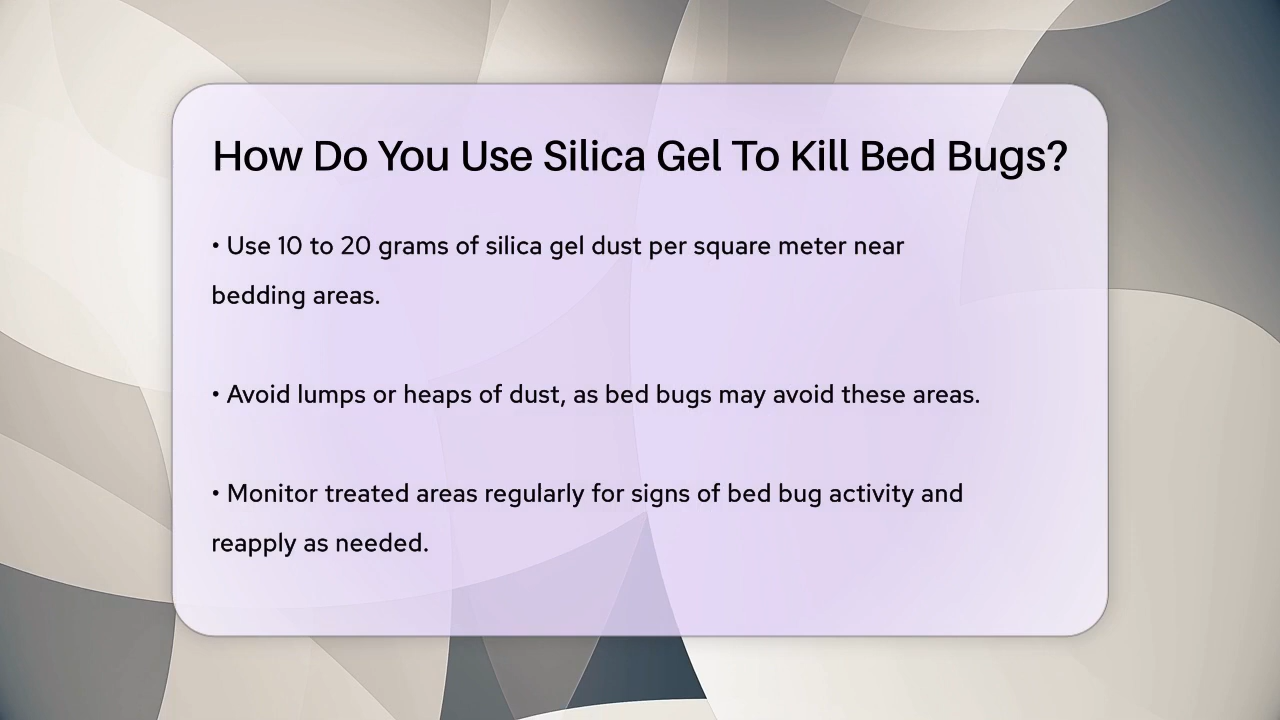 How Do You Use Silica Gel To Kill Bed Bugs?
• Use 10 to 20 grams of silica gel dust per square meter near
bedding areas.
• Avoid lumps or heaps of dust, as bed bugs may avoid these areas.
• Monitor treated areas regularly for signs of bed bug activity and
reapply as needed.